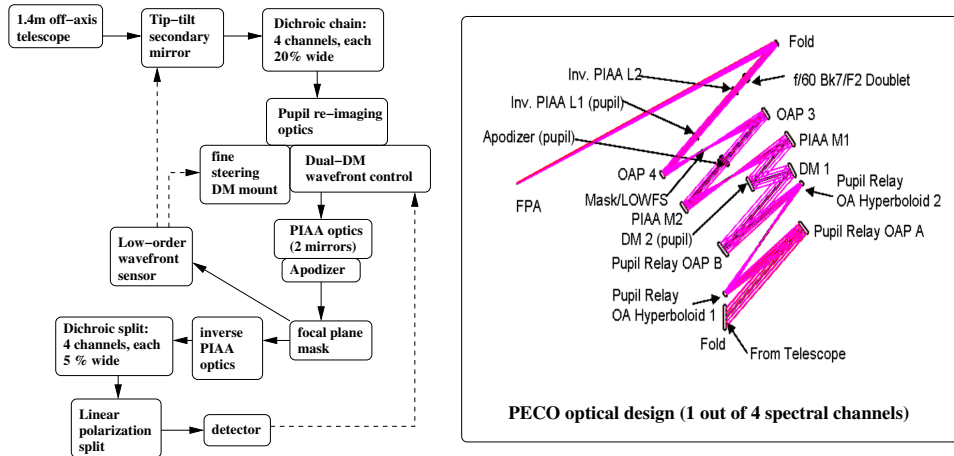 1.4m off−axis
telescope
Tip−tilt
secondary
mirror
Dichroic chain:
4 channels, each
20% wide
Pupil re−imaging
optics
fine
steering
DM mount
Dual−DM
wavefront control
PIAA optics
(2 mirrors)
Apodizer
Low−order
wavefront
sensor
focal plane
mask
inverse
PIAA
optics
Dichroic split:
4 channels, each
5 % wide
Linear
polarization
split
detector
Fold
Inv. PIAA L2
f/60 Bk7/F2 Doublet
Inv. PIAA L1 (pupil)
OAP 3
Apodizer (pupil)
PIAA M1
DM 1
OAP 4
Pupil Relay
OA Hyperboloid 2
Mask/LOWFS
FPA
PIAA M2
DM 2 (pupil)
Pupil Relay OAP A
Pupil Relay OAP B
Pupil Relay
OA Hyperboloid 1
Fold
From Telescope
PECO optical design (1 out of 4 spectral channels)